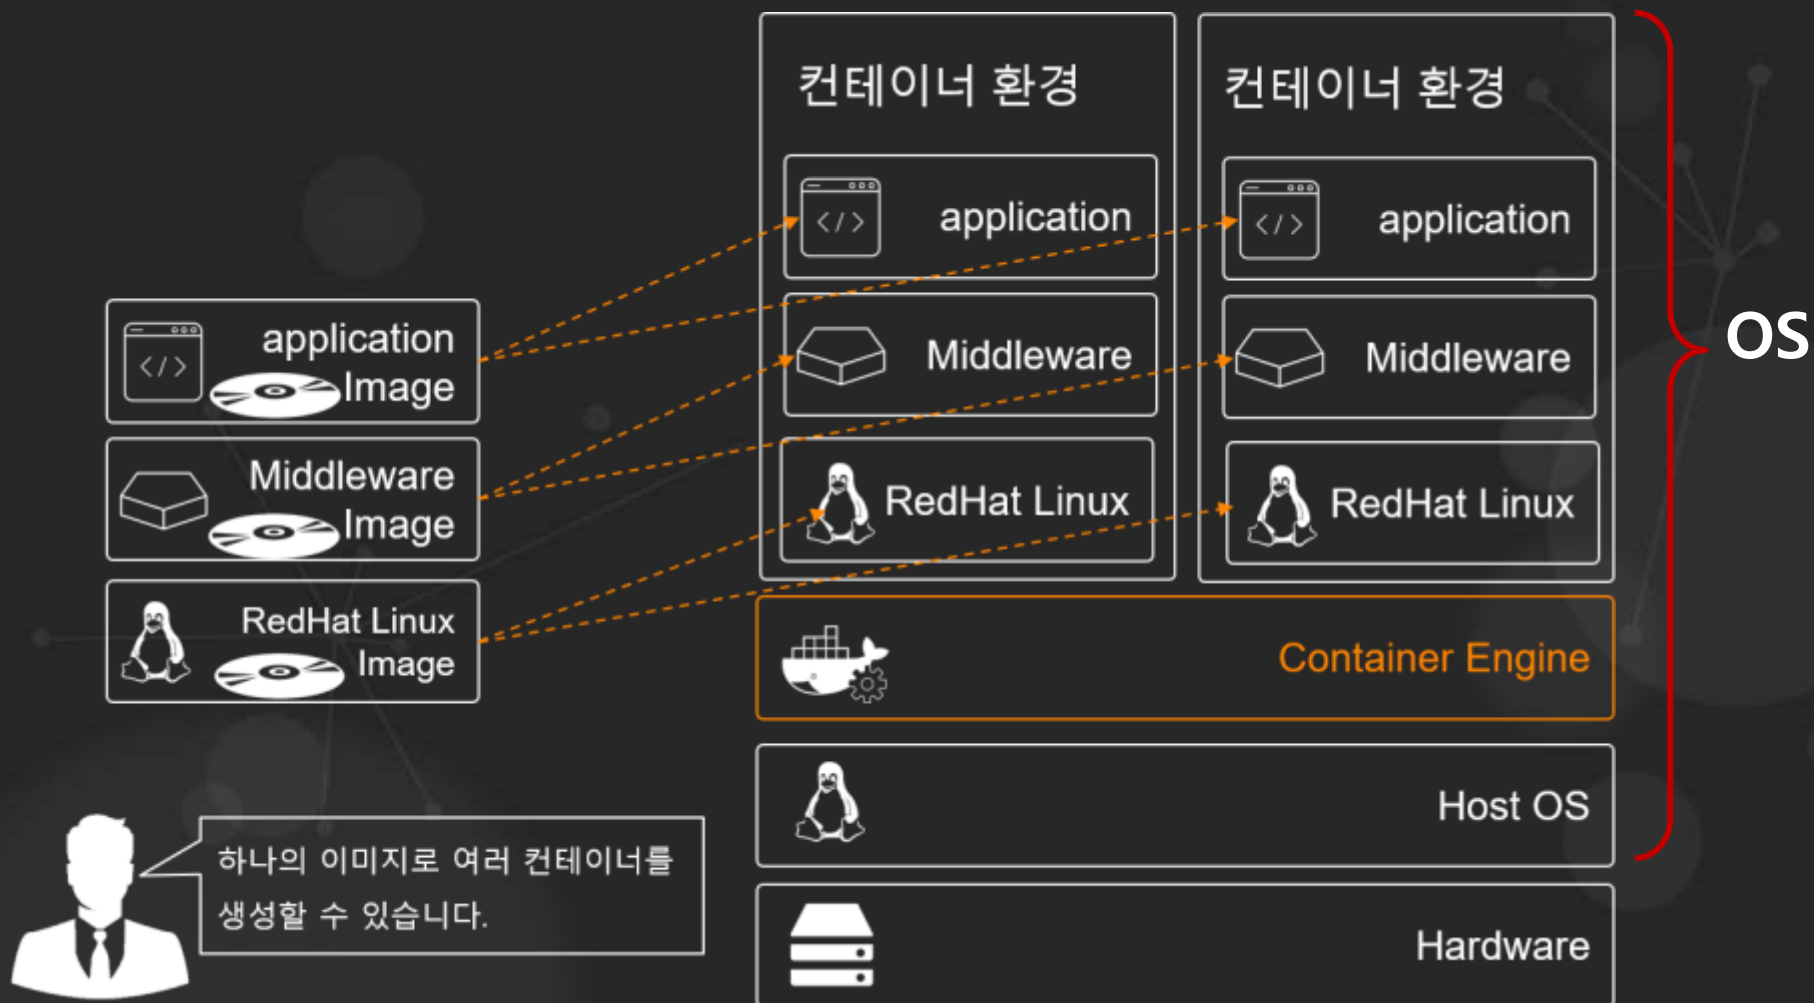 컨테이너 환경
application
Middleware
RedHat Linux
컨테이너 환경
application
Middleware
RedHat Linux
OS
application
Image
Middleware
Image
RedHat Linux
Image
Container Engine
Host OS
Hardware
하나의 이미지로 여러 컨테이너를
생성할 수 있습니다.